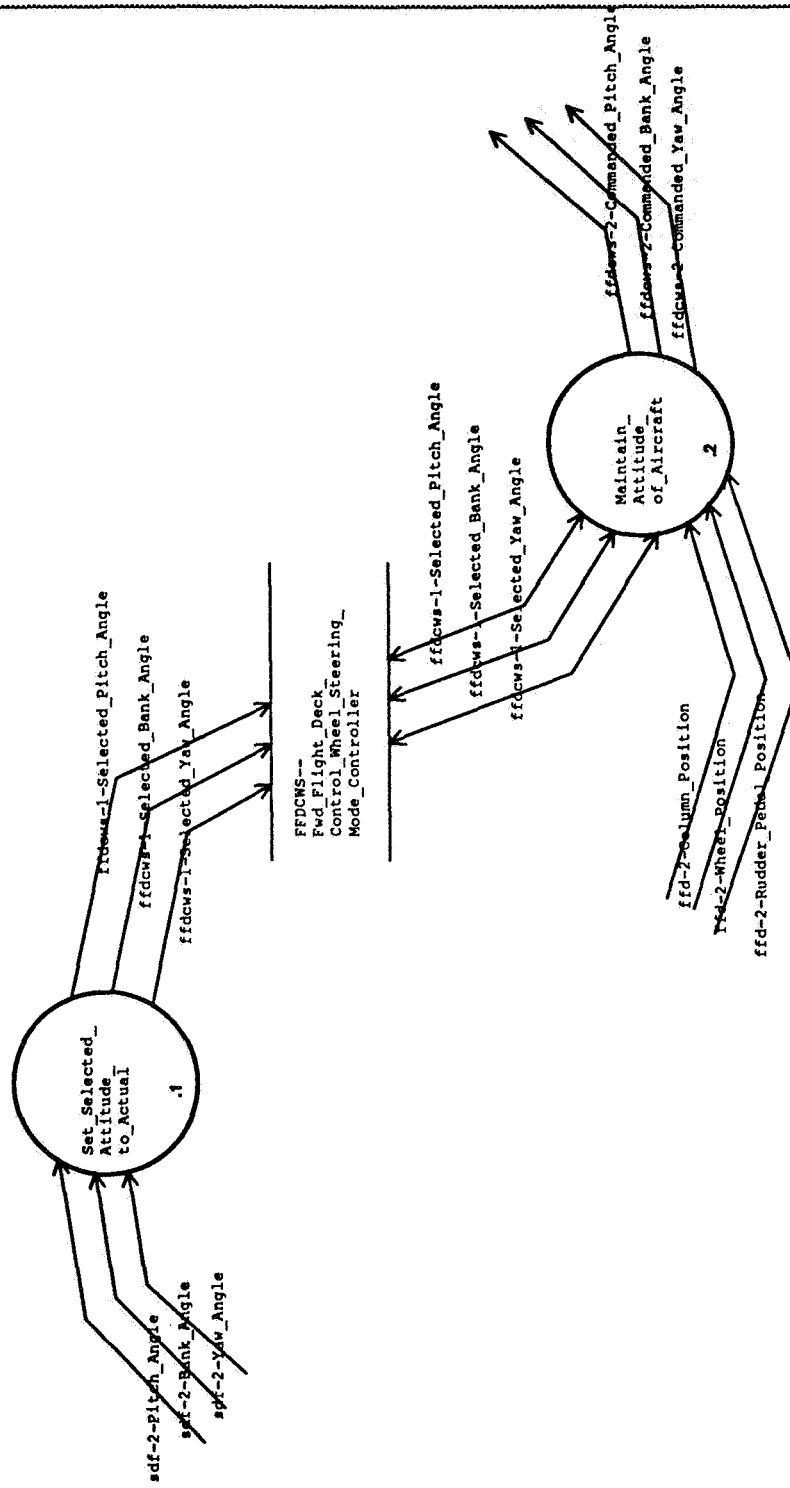 sdf-2-Pitch_Angle
sdf-2-Bank_Angle
sdf-2-Yaw_Angle
Set_Selected_
Attitude_
to_Actual
.1
ffdcws-1-Selected_Pitch_Angle
ffdcws-1-Selected_Bank_Angle
ffdcws-1-Selected_Yaw_Angle
FFDCWS--
Fwd_Flight_Deck_
Control_Wheel_Steering_
Mode_Controller
ffdcws-1-Selected_Pitch_Angle
ffdcws-1-Selected_Bank_Angle
ffdcws-1-Selected_Yaw_Angle
ffd-2-Column_Position
ffd-2-Wheel_Position
ffd-2-Rudder_Pedal_Position
Maintain_
Attitude_
of_Aircraft
.2
ffdcws-2-Commanded_Pitch_Angle
ffdcws-2-Commanded_Bank_Angle
ffdcws-2-Commanded_Yaw_Angle